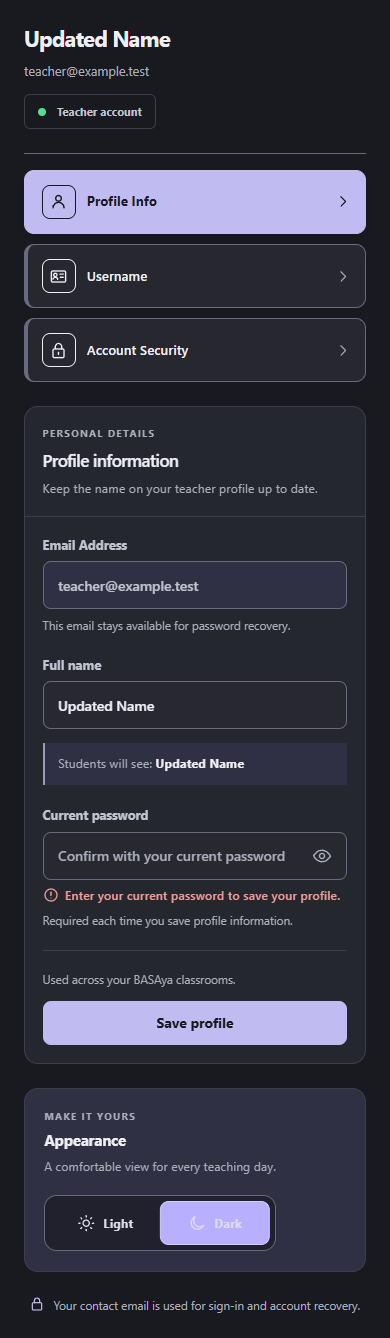 Updated Name
teacher@example.test
Teacher account
Profile Info
Username
Account Security
PERSONAL DETAILS
Profile information
Keep the name on your teacher profile up to date.
Email Address
teacher@example.test
This email stays available for password recovery.
Full name
Updated Name
Students will see: Updated Name
Current password
Confirm with your current password
Enter your current password to save your profile.
Required each time you save profile information.
Used across your BASAya classrooms.
Save profile
MAKE IT YOURS
Appearance
A comfortable view for every teaching day.
Light
Dark
Your contact email is used for sign-in and account recovery.